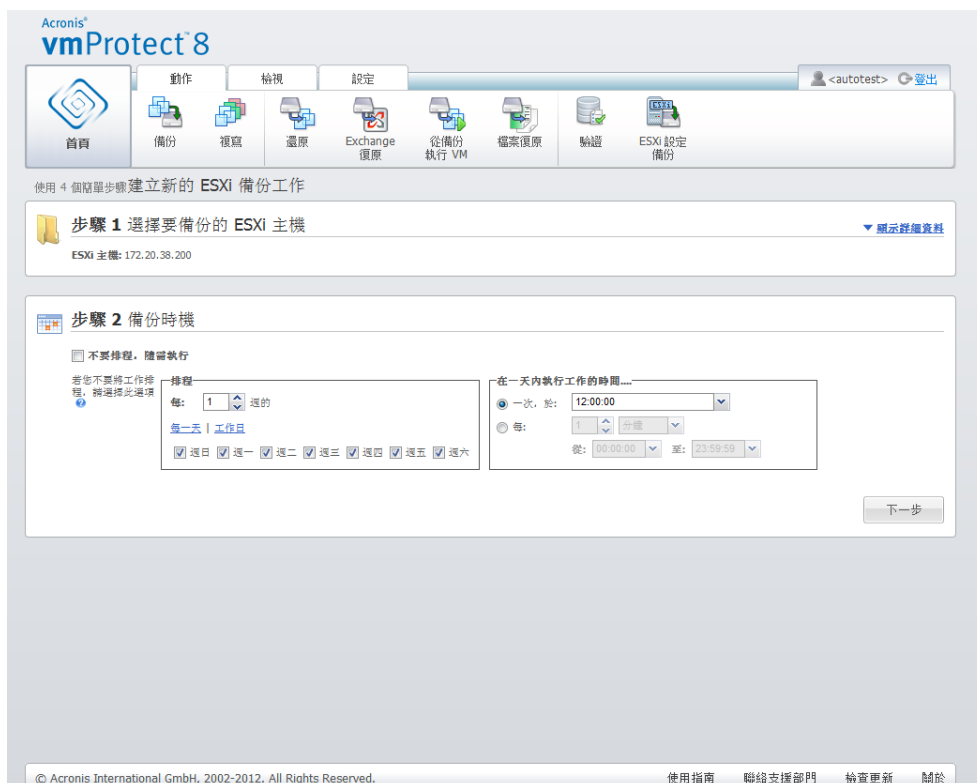 Acronis®
vmProtect™ 8
動作 檢視 設定 <autotest> 登出
首頁
備份
複寫
還原
Exchange
復原
從備份
執行 VM
檔案復原
驗證
ESXi 設定
備份
使用 4 個簡單步驟建立新的 ESXi 備份工作
步驟 1 選擇要備份的 ESXi 主機
顯示詳細資料
ESXi 主機: 172.20.38.200
步驟 2 備份時機
不要排程，隨需執行
若您不要將工作排
程，請選擇此選項
排程
每: 1 週的
每一天 | 工作日
週日 週一 週二 週三 週四 週五 週六
在一天內執行工作的時間....
一次，於: 12:00:00
每: 1 分鐘
從: 00:00:00 至: 23:59:59
下一步
© Acronis International GmbH, 2002-2012. All Rights Reserved.
使用指南 聯絡支援部門 檢查更新 關於